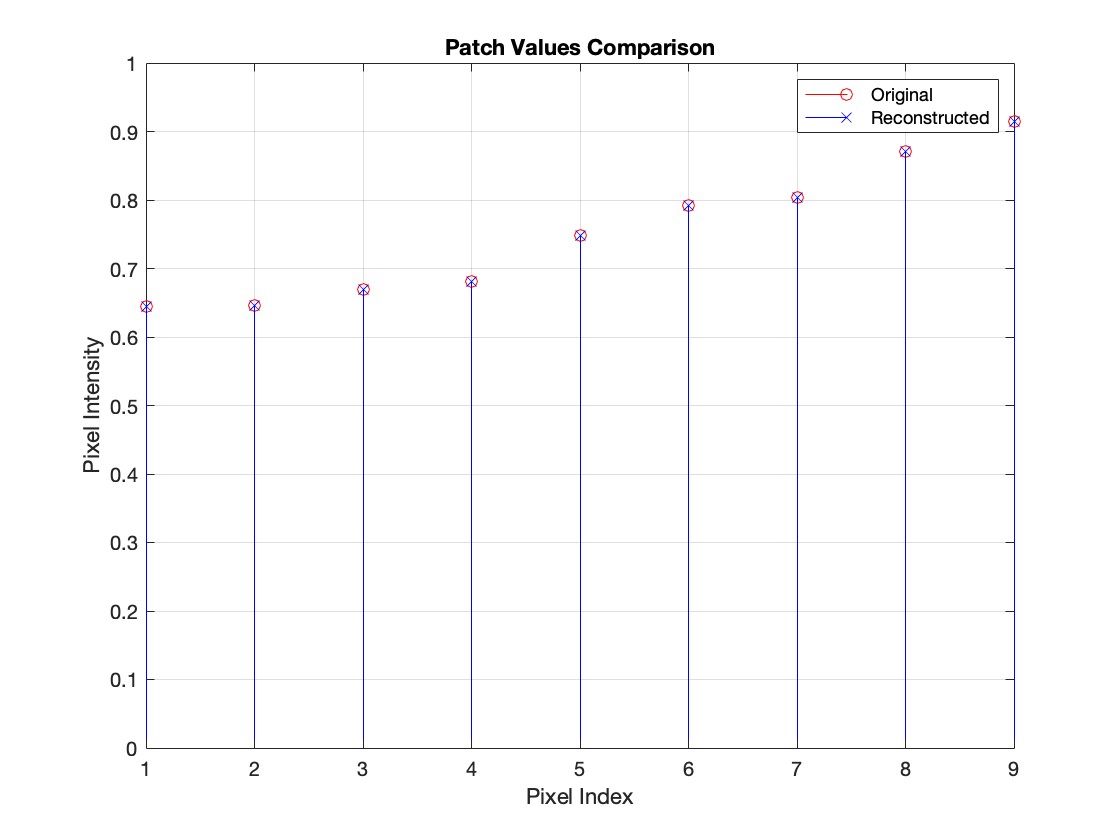 Patch Values Comparison
Original
Reconstructed
1
0.9
0.8
0.7
0.6
0.5
0.4
0.3
0.2
0.1
0
Pixel Intensity
1 2 3 4 5 6 7 8 9
Pixel Index